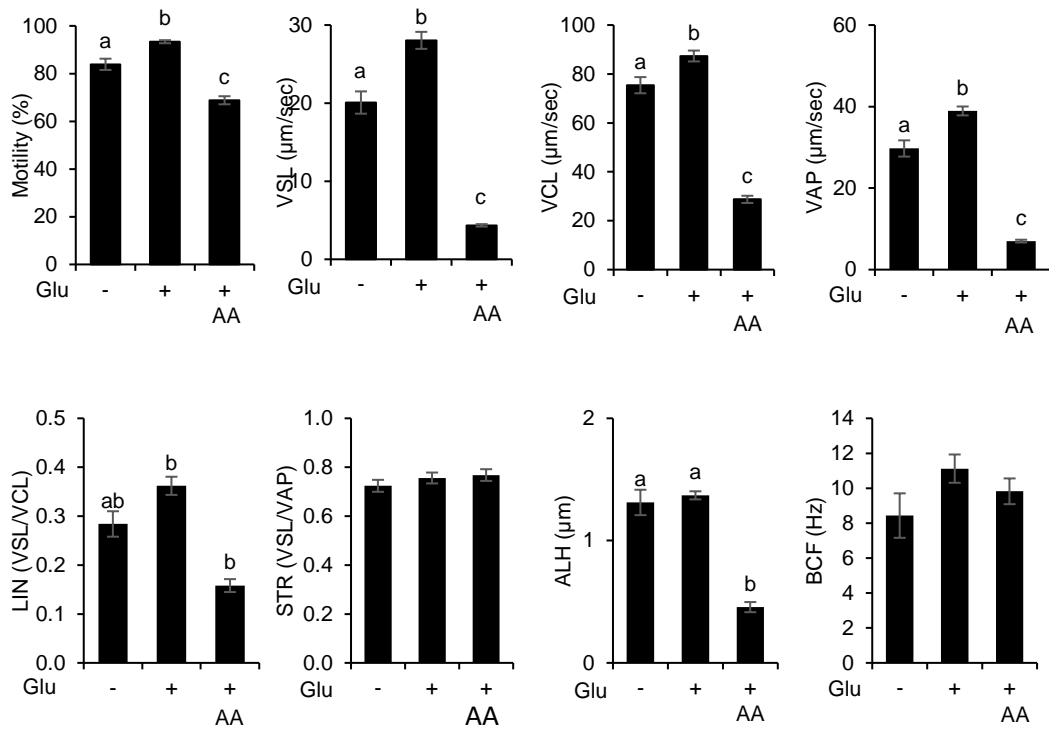 Motility (%)
100
80
60
40
20
0
a
b
c
Glu - + +
AA
VSL (µm/sec)
30
20
10
0
a
b
c
Glu - + +
AA
VCL (µm/sec)
100
80
60
40
20
0
a
b
c
Glu - + +
AA
VAP (µm/sec)
60
40
20
0
a
b
c
Glu - + +
AA
LIN (VSL/VCL)
0.5
0.4
0.3
0.2
0.1
0.0
ab
b
b
Glu - + +
AA
STR (VSL/VAP)
1.0
0.8
0.6
0.4
0.2
0.0
Glu - + +
AA
ALH (µm)
2
1
0
a
a
b
Glu - + +
AA
BCF (Hz)
14
12
10
8
6
4
2
0
Glu - + +
AA